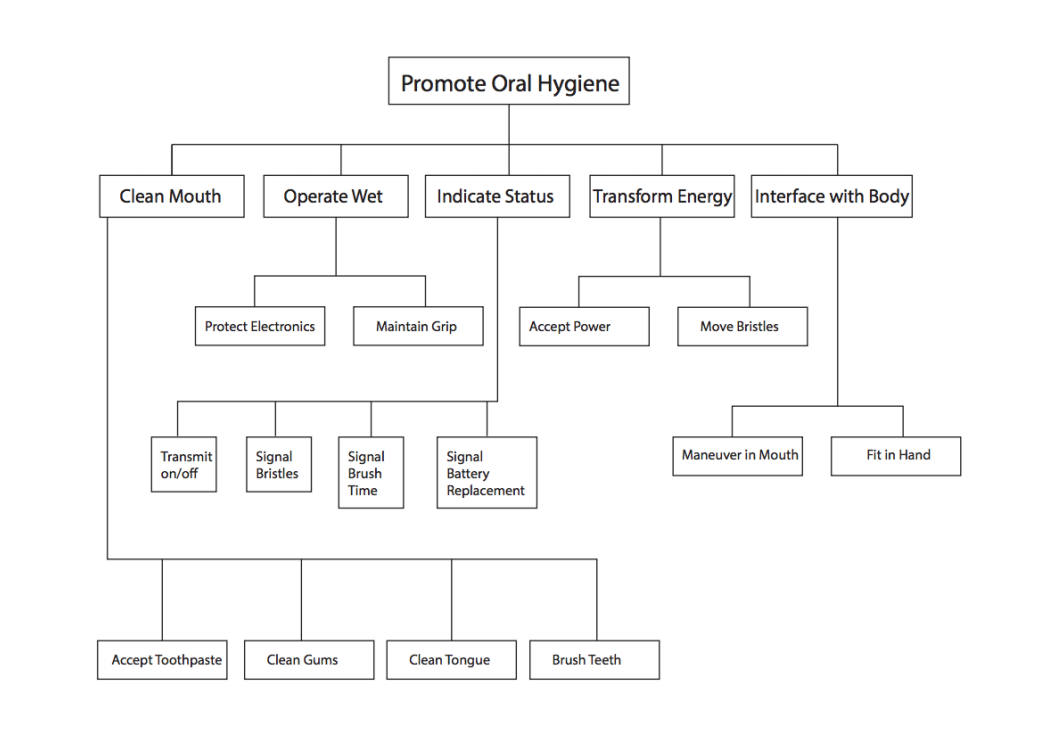 Promote Oral Hygiene
Clean Mouth
Operate Wet
Indicate Status
Transform Energy
Interface with Body
Protect Electronics
Maintain Grip
Accept Power
Move Bristles
Transmit
on/off
Signal
Bristles
Signal
Brush
Time
Signal
Battery
Replacement
Maneuver in Mouth
Fit in Hand
Accept Toothpaste
Clean Gums
Clean Tongue
Brush Teeth